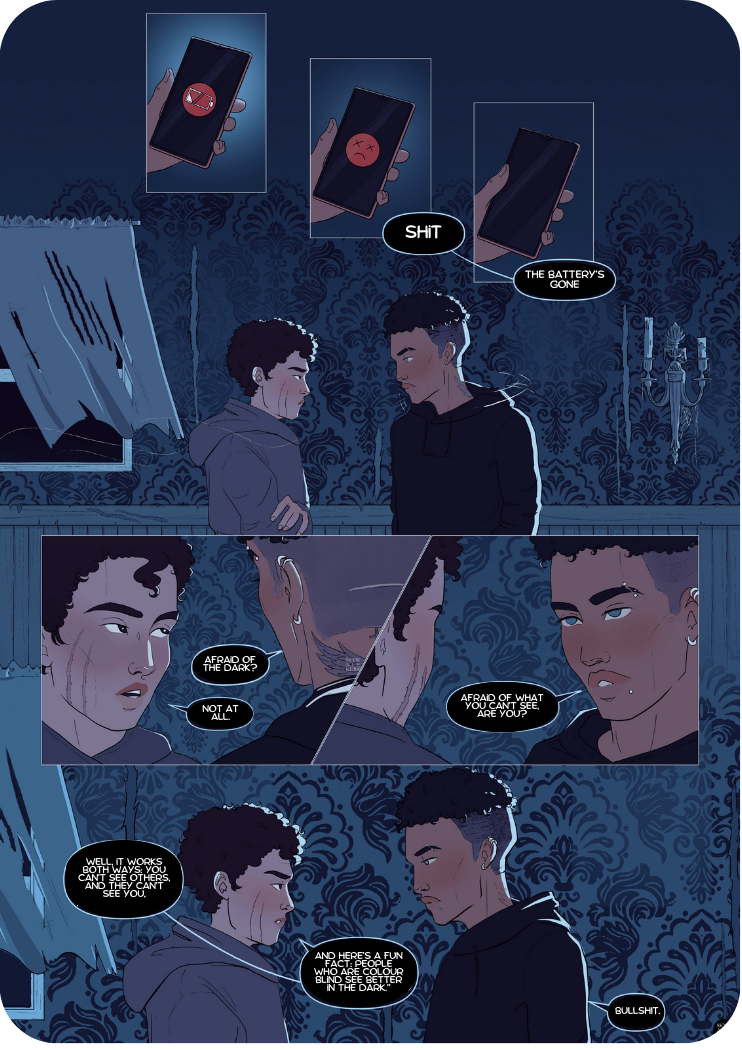 SHiT
THE BATTERY'S
GONE
AFRAID OF
THE DARK?
NOT AT
ALL.
AFRAID OF WHAT
YOU CAN'T SEE,
ARE YOU?
WELL, IT WORKS
BOTH WAYS: YOU
CAN'T SEE OTHERS,
AND THEY CAN'T
SEE YOU,
AND HERE'S A FUN
FACT: PEOPLE
WHO ARE COLOUR
BLIND SEE BETTER
IN THE DARK."
BULLSHIT.